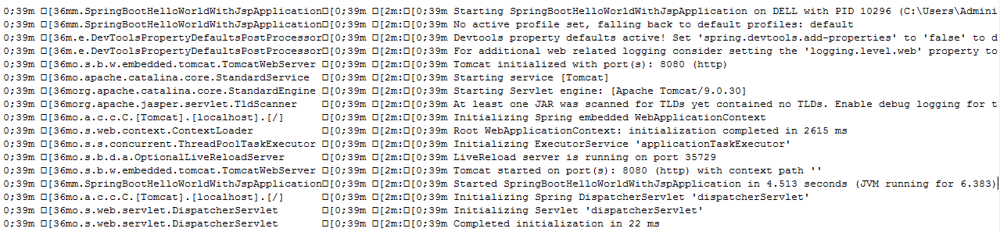 0;39m □[36mm.SpringBootHelloWorldWithJspApplication□[0;39m □[2m:□[0;39m Starting SpringBootHelloWorldWithJspApplication on DELL with PID 10296 (C:\Users\Admini
0;39m □[36mm.SpringBootHelloWorldWithJspApplication□[0;39m □[2m:□[0;39m No active profile set, falling back to default profiles: default
0;39m □[36m.e.DevToolsPropertyDefaultsPostProcessor□[0;39m □[2m:□[0;39m Devtools property defaults active! Set 'spring.devtools.add-properties' to 'false' to d
0;39m □[36m.e.DevToolsPropertyDefaultsPostProcessor□[0;39m □[2m:□[0;39m For additional web related logging consider setting the 'logging.level.web' property to
0;39m □[36mo.s.b.w.embedded.tomcat.TomcatWebServer □[0;39m □[2m:□[0;39m Tomcat initialized with port(s): 8080 (http)
0;39m □[36mo.apache.catalina.core.StandardService  □[0;39m □[2m:□[0;39m Starting service [Tomcat]
0;39m □[36morg.apache.catalina.core.StandardEngine □[0;39m □[2m:□[0;39m Starting Servlet engine: [Apache Tomcat/9.0.30]
0;39m □[36morg.apache.jasper.servlet.TldScanner    □[0;39m □[2m:□[0;39m At least one JAR was scanned for TLDs yet contained no TLDs. Enable debug logging for t
0;39m □[36mo.a.c.c.C.[Tomcat].[localhost].[/]      □[0;39m □[2m:□[0;39m Initializing Spring embedded WebApplicationContext
0;39m □[36mo.s.web.context.ContextLoader           □[0;39m □[2m:□[0;39m Root WebApplicationContext: initialization completed in 2615 ms
0;39m □[36mo.s.s.concurrent.ThreadPoolTaskExecutor □[0;39m □[2m:□[0;39m Initializing ExecutorService 'applicationTaskExecutor'
0;39m □[36mo.s.b.d.a.OptionalLiveReloadServer      □[0;39m □[2m:□[0;39m LiveReload server is running on port 35729
0;39m □[36mo.s.b.w.embedded.tomcat.TomcatWebServer □[0;39m □[2m:□[0;39m Tomcat started on port(s): 8080 (http) with context path ''
0;39m □[36mm.SpringBootHelloWorldWithJspApplication□[0;39m □[2m:□[0;39m Started SpringBootHelloWorldWithJspApplication in 4.513 seconds (JVM running for 6.383)
0;39m □[36mo.a.c.c.C.[Tomcat].[localhost].[/]      □[0;39m □[2m:□[0;39m Initializing Spring DispatcherServlet 'dispatcherServlet'
0;39m □[36mo.s.web.servlet.DispatcherServlet       □[0;39m □[2m:□[0;39m Initializing Servlet 'dispatcherServlet'
0;39m □[36mo.s.web.servlet.DispatcherServlet       □[0;39m □[2m:□[0;39m Completed initialization in 22 ms